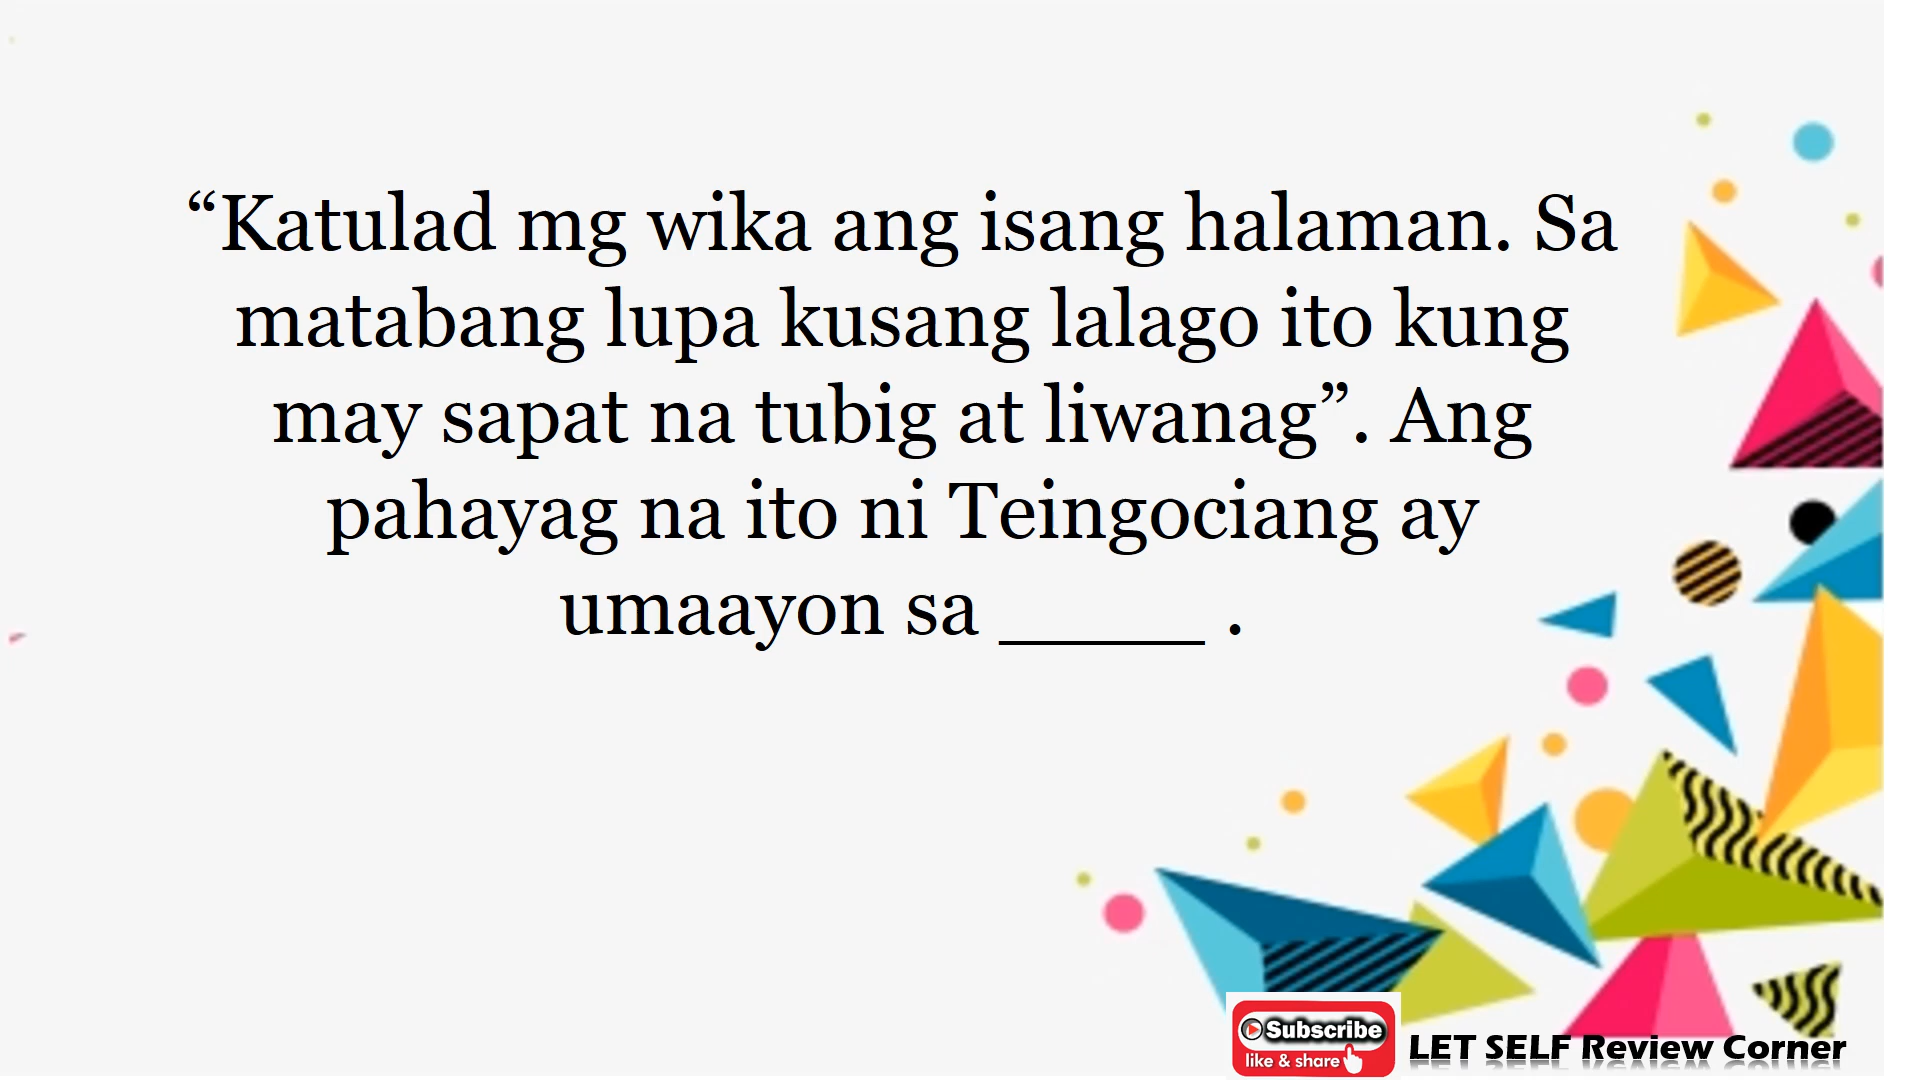 “Katulad mg wika ang isang halaman. Sa
matabang lupa kusang lalago ito kung
may sapat na tubig at liwanag”. Ang
pahayag na ito ni Teingociang ay
umaayon sa _____ .
Subscribe
like & share
LET SELF Review Corner